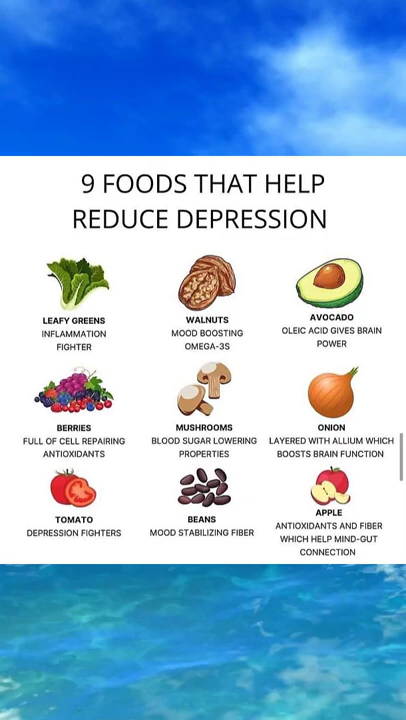 9 FOODS THAT HELP
REDUCE DEPRESSION
LEAFY GREENS
INFLAMMATION
FIGHTER
WALNUTS
MOOD BOOSTING
OMEGA-3S
AVOCADO
OLEIC ACID GIVES BRAIN
POWER
BERRIES
FULL OF CELL REPAIRING
ANTIOXIDANTS
MUSHROOMS
BLOOD SUGAR LOWERING
PROPERTIES
ONION
LAYERED WITH ALLIUM WHICH
BOOSTS BRAIN FUNCTION
TOMATO
DEPRESSION FIGHTERS
BEANS
MOOD STABILIZING FIBER
APPLE
ANTIOXIDANTS AND FIBER
WHICH HELP MIND-GUT
CONNECTION